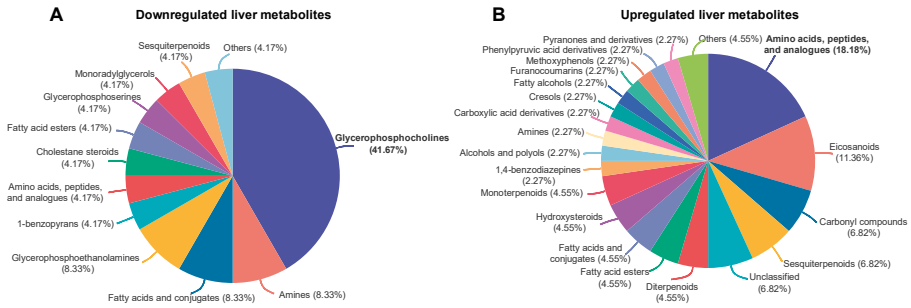 A
Downregulated liver metabolites
Others (4.17%)
Sesquiterpenoids
(4.17%)
Monoradylglycerols
(4.17%)
Glycerophosphoserines
(4.17%)
Fatty acid esters (4.17%)
Cholestane steroids
(4.17%)
Amino acids, peptides,
and analogues (4.17%)
1-benzopyrans (4.17%)
Glycerophosphoethanolamines
(8.33%)
Fatty acids and conjugates (8.33%)
Amines (8.33%)
Glycerophosphocholines
(41.67%)
B
Upregulated liver metabolites
Others (4.55%)
Pyranones and derivatives (2.27%)
Phenylpyruvic acid derivatives (2.27%)
Methoxyphenols (2.27%)
Furanocoumarins (2.27%)
Fatty alcohols (2.27%)
Cresols (2.27%)
Carboxylic acid derivatives (2.27%)
Amines (2.27%)
Alcohols and polyols (2.27%)
1,4-benzodiazepines
(2.27%)
Monoterpenoids (4.55%)
Hydroxysteroids
(4.55%)
Fatty acids and
conjugates (4.55%)
Fatty acid esters
(4.55%)
Diterpenoids
(4.55%)
Unclassified
(6.82%)
Sesquiterpenoids (6.82%)
Carbonyl compounds
(6.82%)
Eicosanoids
(11.36%)
Amino acids, peptides,
and analogues (18.18%)